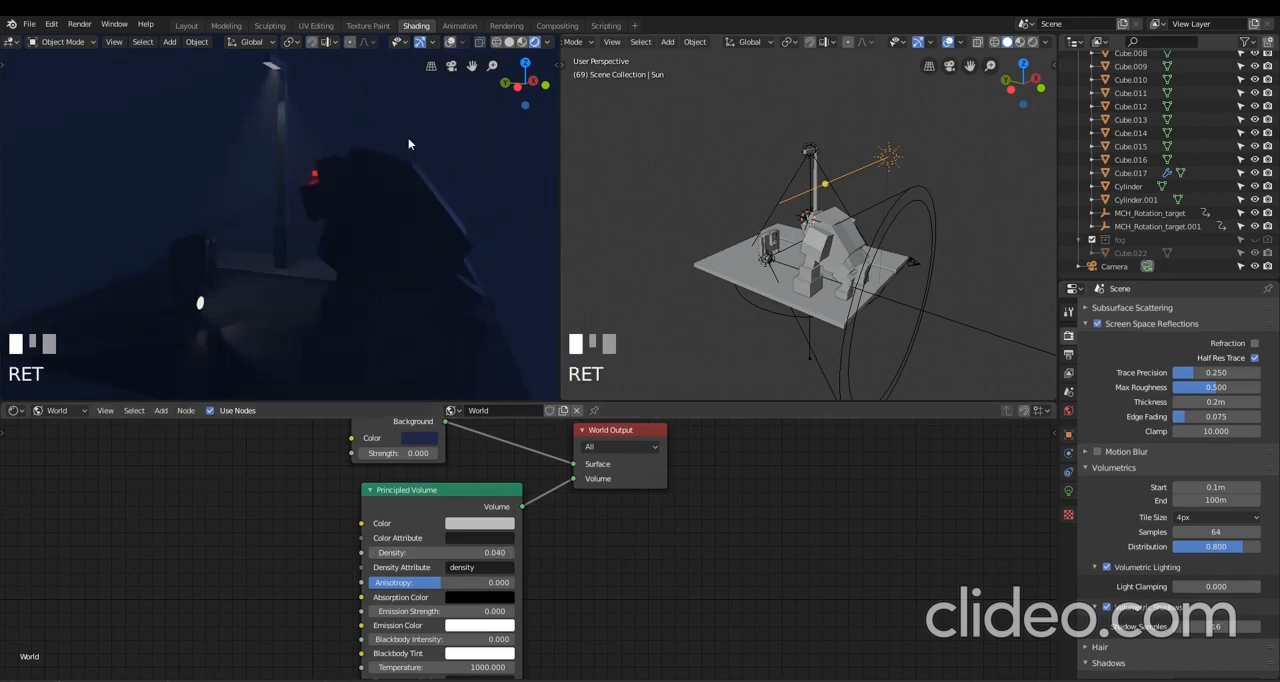 File Edit Render Window Help Layout Modeling Sculpting UV Editing Texture Paint Shading Animation Rendering Compositing Scripting + Scene View Layer
Object Mode View Select Add Object Global
Mode View Select Add Object Global
User Perspective
(69) Scene Collection | Sun
RET
RET
Cube.008
Cube.009
Cube.010
Cube.011
Cube.012
Cube.013
Cube.014
Cube.015
Cube.016
Cube.017
Cylinder
Cylinder.001
MCH_Rotation_target
MCH_Rotation_target.001
fog
Cube.022
Camera
Scene
Subsurface Scattering
Screen Space Reflections
Refraction
Half Res Trace
Trace Precision 0.250
Max Roughness 0.500
Thickness 0.2m
Edge Fading 0.075
Clamp 10.000
Motion Blur
Volumetrics
Start 0.1m
End 100m
Tile Size 4px
Samples 64
Distribution 0.800
Volumetric Lighting
Light Clamping 0.000
Volumetric Shadows
Shadow Samples 16
Hair
Shadows
World View Select Add Node Use Nodes World
Background
Color
Strength: 0.000
World Output
All
Surface
Volume
Principled Volume
Volume
Color
Color Attribute
Density: 0.040
Density Attribute density
Anisotropy: 0.000
Absorption Color
Emission Strength: 0.000
Emission Color
Blackbody Intensity: 0.000
Blackbody Tint
Temperature: 1000.000
World
clideo.com